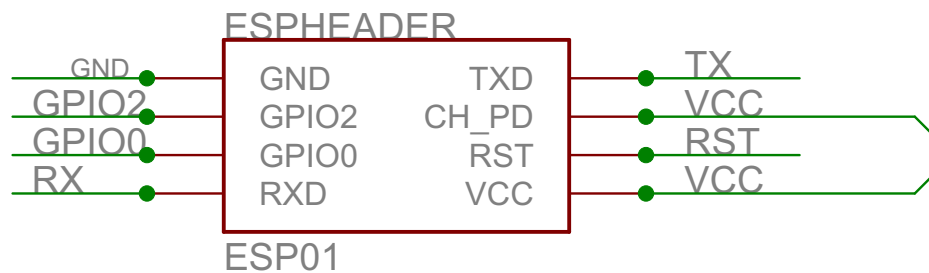 ESPHEADER
GND GND TXD TX
GPIO2 GPIO2 CH_PD VCC
GPIO0 GPIO0 RST RST
RX RXD VCC VCC
ESP01